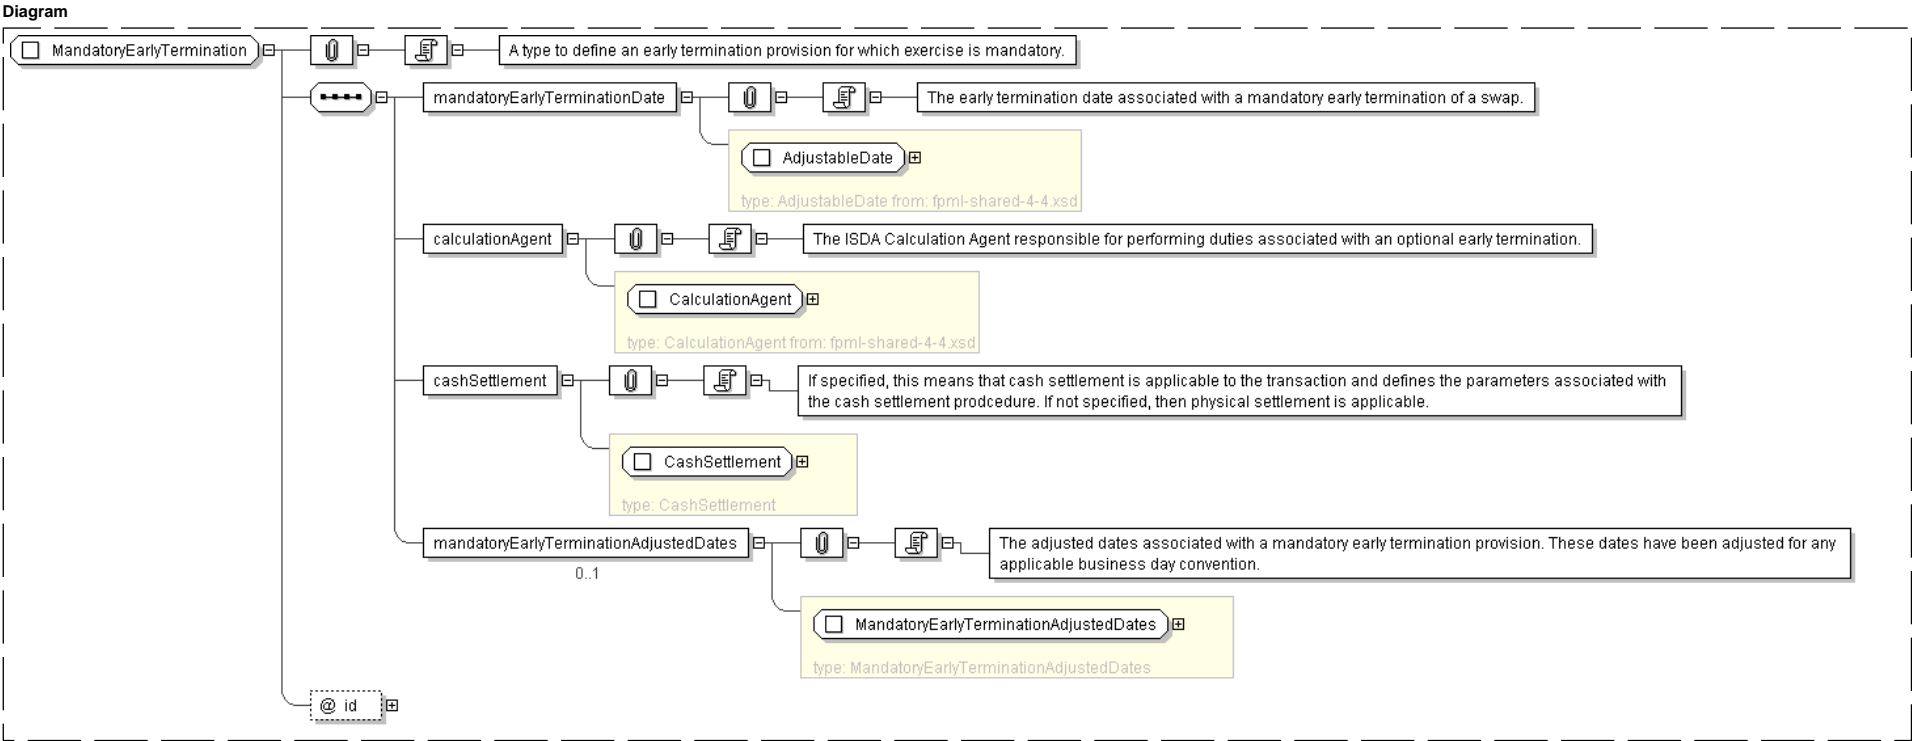 Diagram
MandatoryEarlyTermination
A type to define an early termination provision for which exercise is mandatory.
mandatoryEarlyTerminationDate
The early termination date associated with a mandatory early termination of a swap.
AdjustableDate
type: AdjustableDate from: fpml-shared-4-4.xsd
calculationAgent
The ISDA Calculation Agent responsible for performing duties associated with an optional early termination.
CalculationAgent
type: CalculationAgent from: fpml-shared-4-4.xsd
cashSettlement
If specified, this means that cash settlement is applicable to the transaction and defines the parameters associated with
the cash settlement prodcedure. If not specified, then physical settlement is applicable.
CashSettlement
type: CashSettlement
mandatoryEarlyTerminationAdjustedDates
0..1
The adjusted dates associated with a mandatory early termination provision. These dates have been adjusted for any
applicable business day convention.
MandatoryEarlyTerminationAdjustedDates
type: MandatoryEarlyTerminationAdjustedDates
@ id